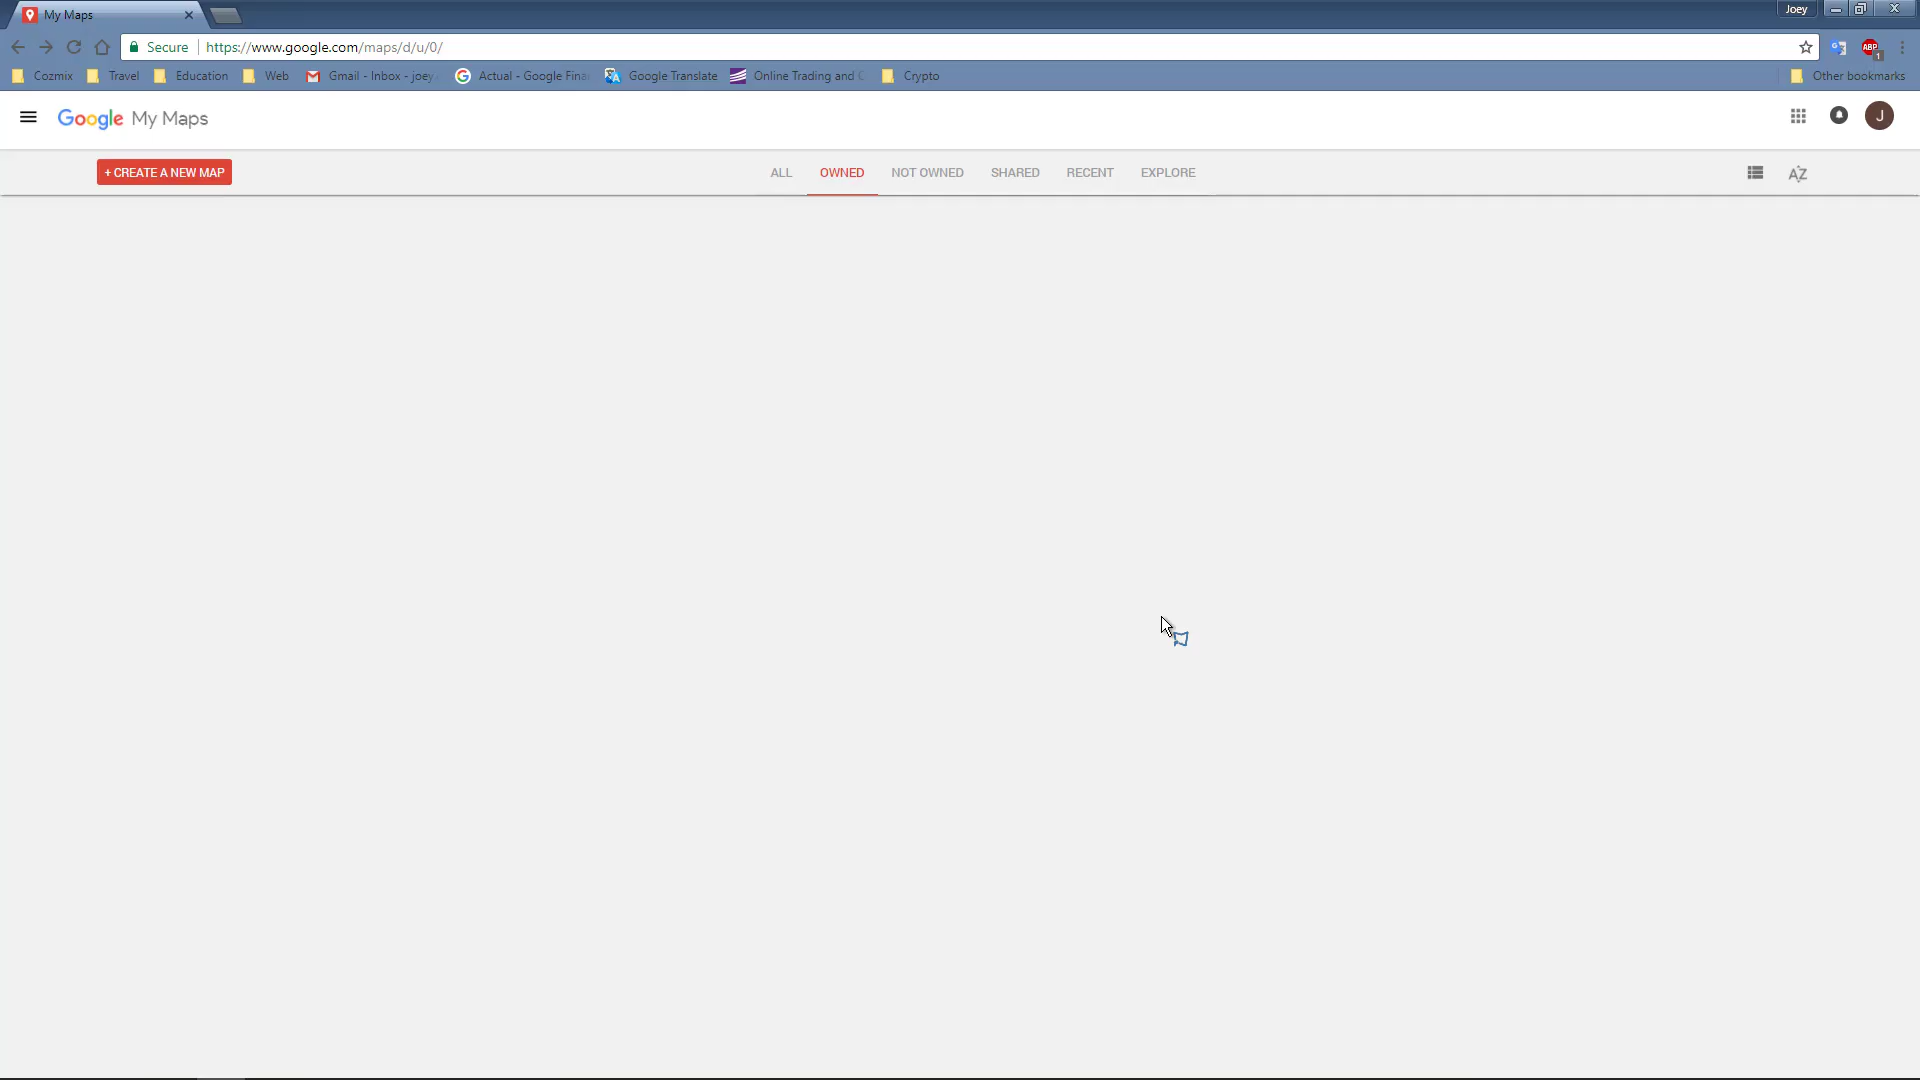 My Maps
Joey
Secure https://www.google.com/maps/d/u/0/
ABP 1
Cozmix Travel Education Web Gmail - Inbox - joey Actual - Google Fina Google Translate Online Trading and C Crypto Other bookmarks
Google My Maps
J
+ CREATE A NEW MAP ALL OWNED NOT OWNED SHARED RECENT EXPLORE AZ